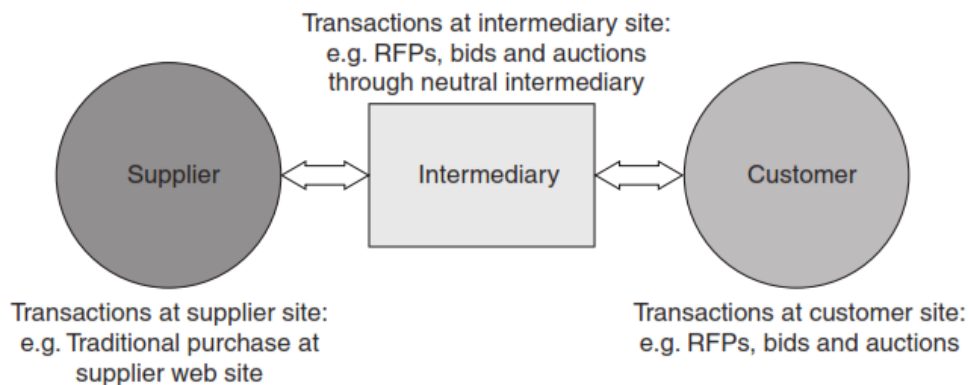 Transactions at intermediary site:
e.g. RFPs, bids and auctions
through neutral intermediary
Supplier
Intermediary
Customer
Transactions at supplier site:
e.g. Traditional purchase at
supplier web site
Transactions at customer site:
e.g. RFPs, bids and auctions